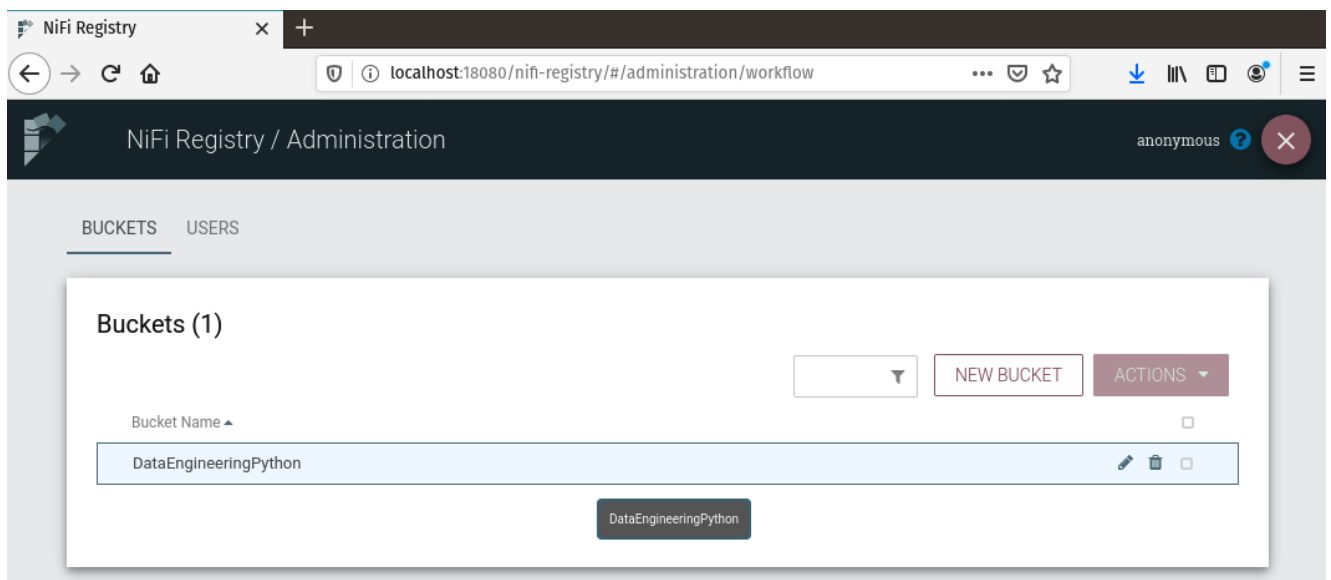 NiFi Registry
localhost:18080/nifi-registry/#/administration/workflow
NiFi Registry / Administration
anonymous
BUCKETS USERS
Buckets (1)
NEW BUCKET ACTIONS
Bucket Name
DataEngineeringPython
DataEngineeringPython